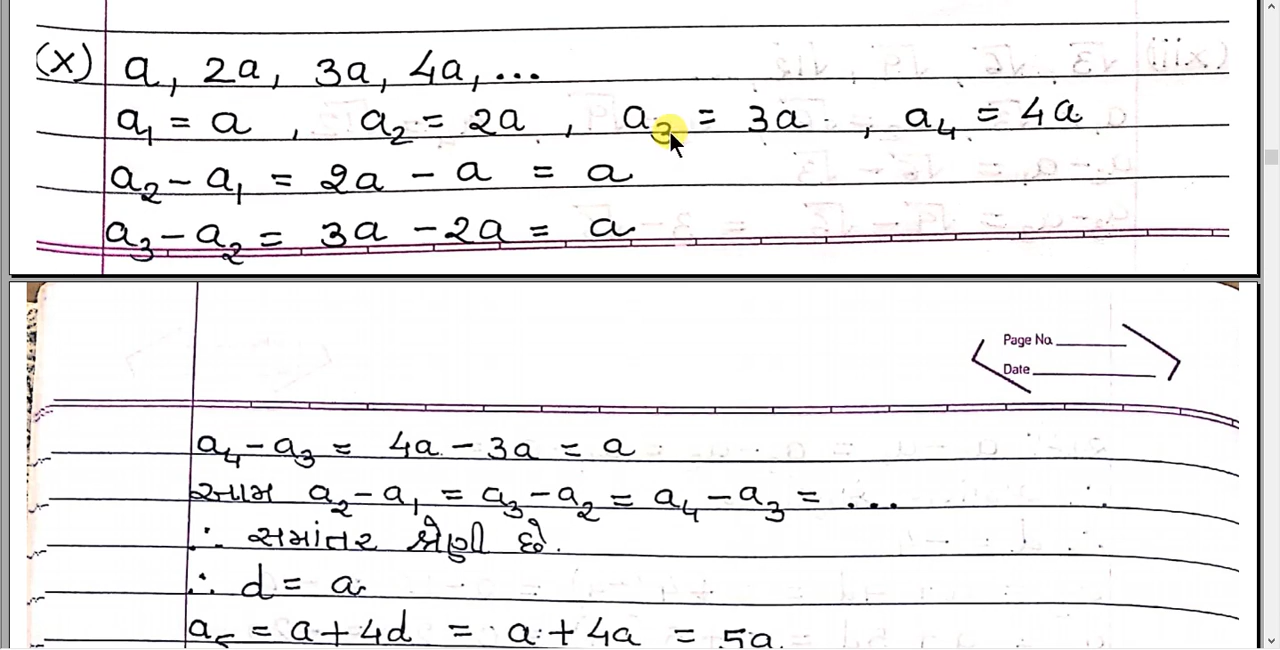 (x) a, 2a, 3a, 4a, ...
a₁ = a , a₂ = 2a , a₃ = 3a , a₄ = 4a
a₂ - a₁ = 2a - a = a
a₃ - a₂ = 3a - 2a = a
Page No.
Date
a₄ - a₃ = 4a - 3a = a
આમ a₂ - a₁ = a₃ - a₂ = a₄ - a₃ = ...
∴ સમાંતર શ્રેણી છે.
∴ d = a
a₅ = a + 4d = a + 4a = 5a